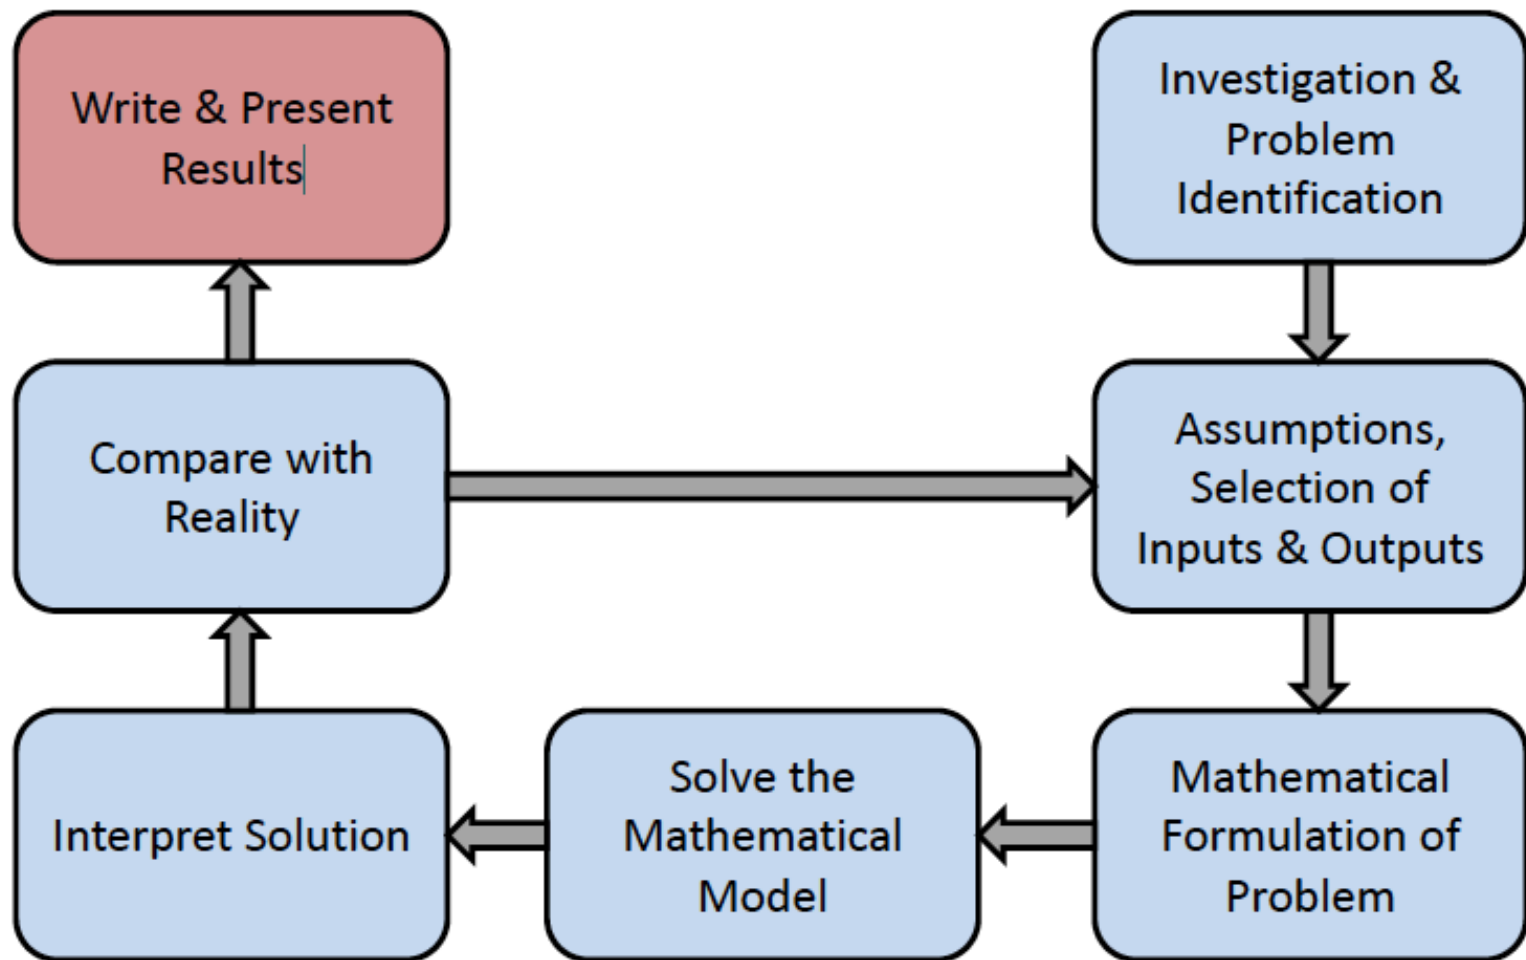 Write & Present
Results
Investigation &
Problem
Identification
Compare with
Reality
Assumptions,
Selection of
Inputs & Outputs
Interpret Solution
Solve the
Mathematical
Model
Mathematical
Formulation of
Problem